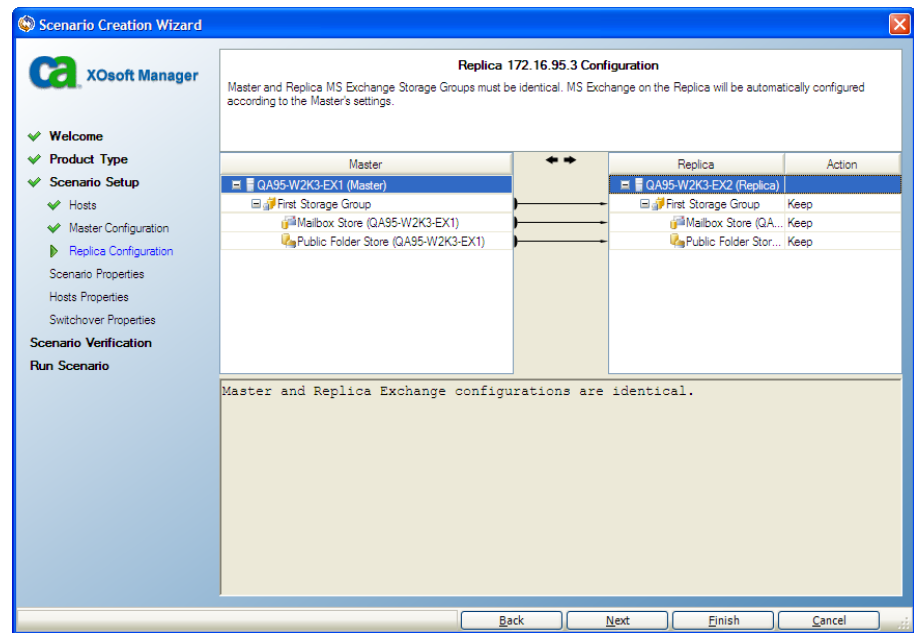 Scenario Creation Wizard
ca
XOsoft Manager
Welcome
Product Type
Scenario Setup
Hosts
Master Configuration
Replica Configuration
Scenario Properties
Hosts Properties
Switchover Properties
Scenario Verification
Run Scenario
Replica 172.16.95.3 Configuration
Master and Replica MS Exchange Storage Groups must be identical. MS Exchange on the Replica will be automatically configured
according to the Master's settings.
Master Replica Action
QA95-W2K3-EX1 (Master) QA95-W2K3-EX2 (Replica)
First Storage Group First Storage Group Keep
Mailbox Store (QA95-W2K3-EX1) Mailbox Store (QA... Keep
Public Folder Store (QA95-W2K3-EX1) Public Folder Stor... Keep
Master and Replica Exchange configurations are identical.
Back Next Finish Cancel